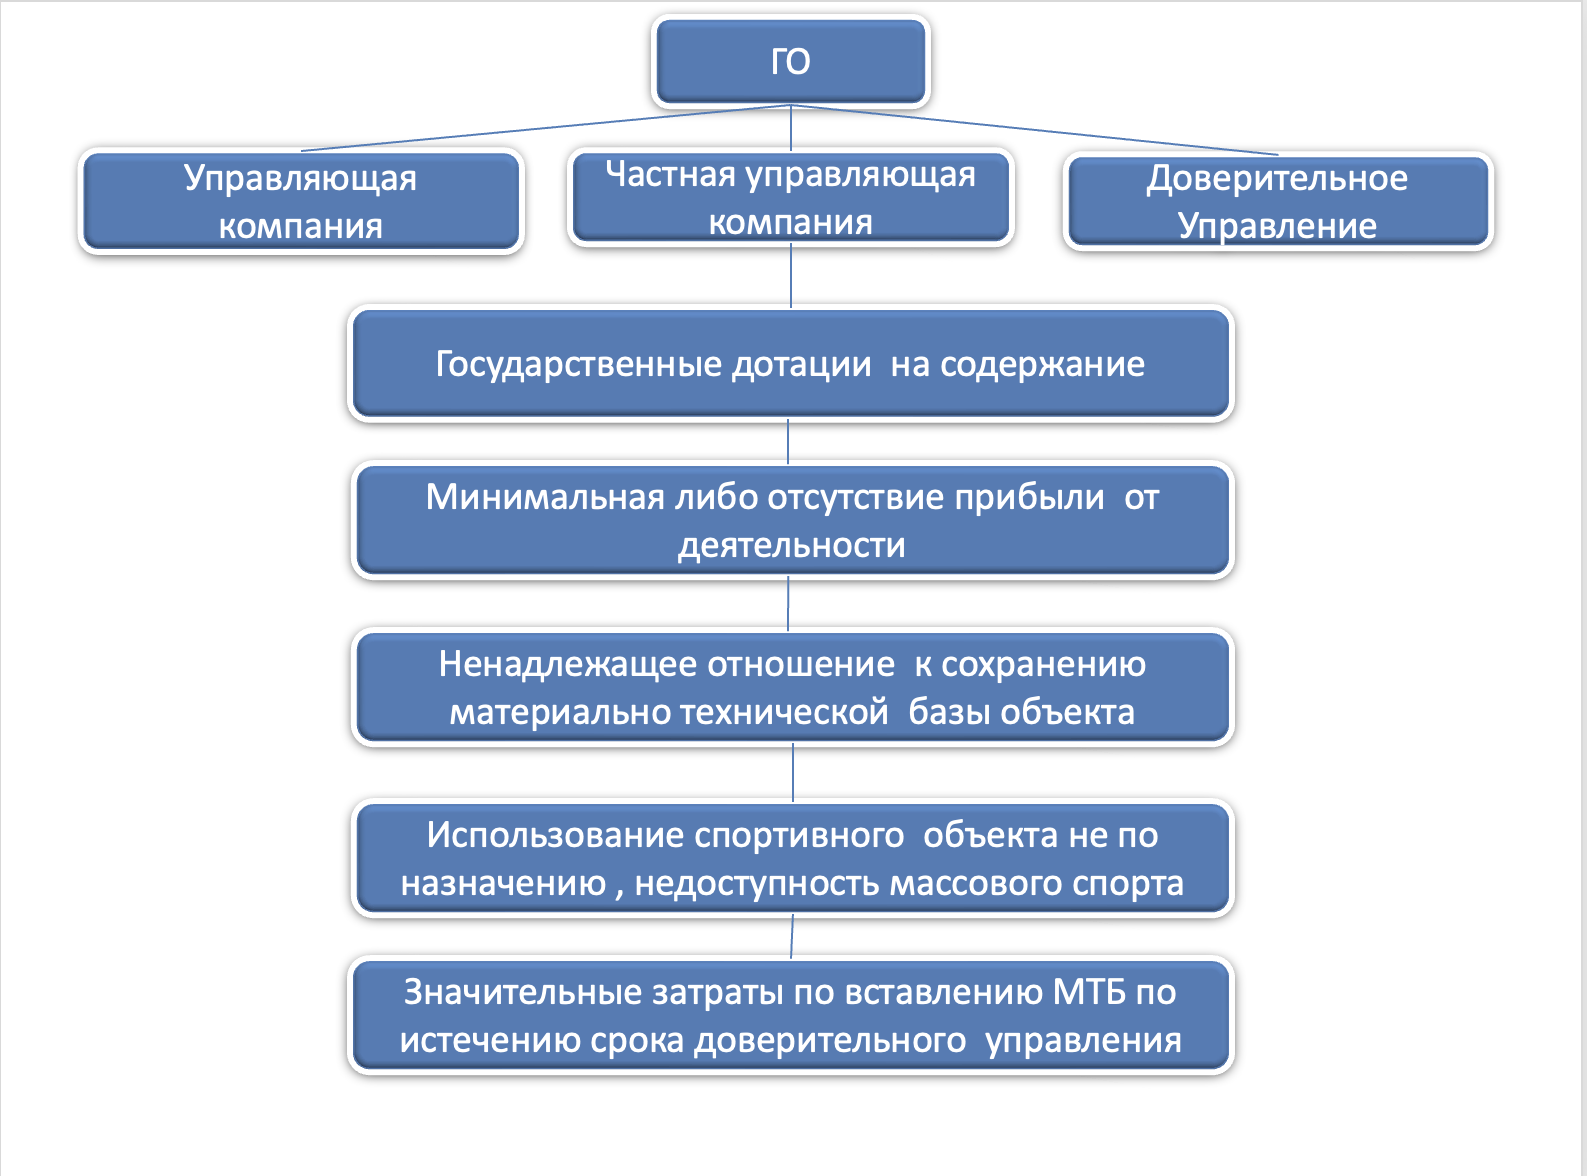 ГО
Управляющая
компания
Частная управляющая
компания
Доверительное
Управление
Государственные дотации  на содержание
Минимальная либо отсутствие прибыли  от
деятельности
Ненадлежащее отношение  к сохранению
материально технической  базы объекта
Использование спортивного  объекта не по
назначению , недоступность массового спорта
Значительные затраты по вставлению МТБ по
истечению срока доверительного  управления